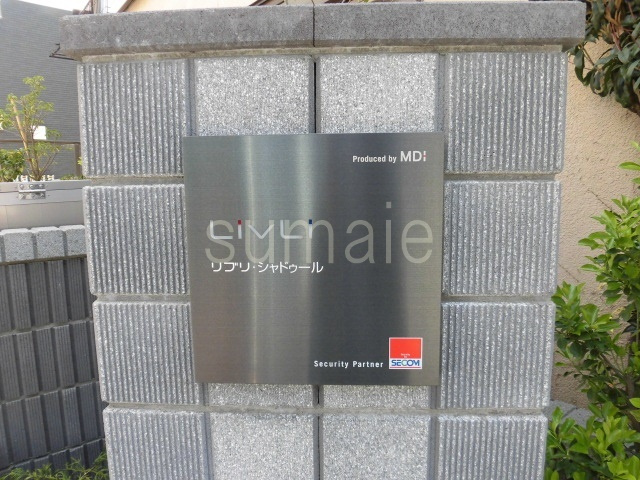 Produced by MDi
LiVLi
sumaie
リブリ・シャドゥール
Security Partner
SECOM